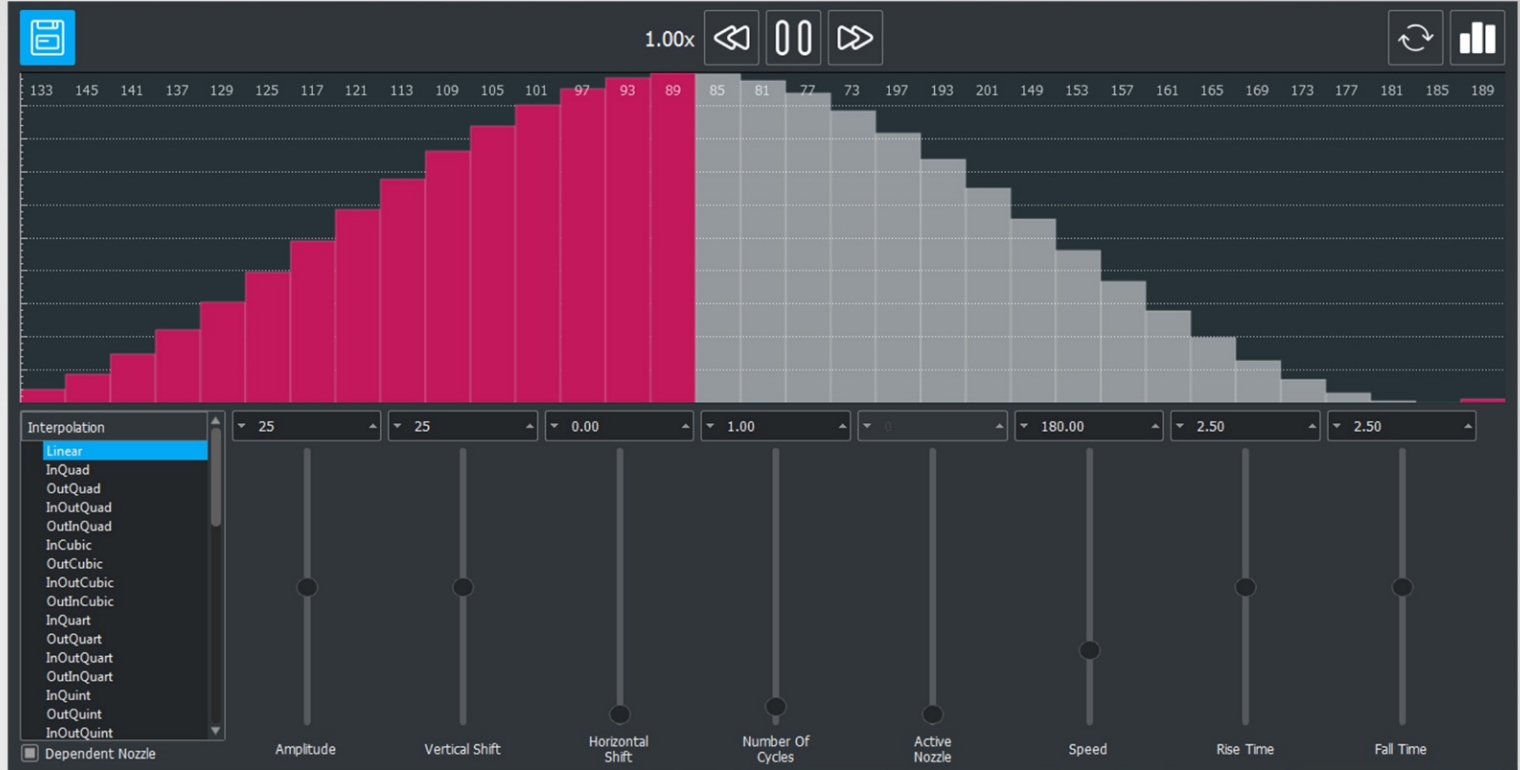 1.00x
133 145 141 137 129 125 117 121 113 109 105 101 97 93 89 85 81 77 73 197 193 201 149 153 157 161 165 169 173 177 181 185 189
Interpolation
25 25 0.00 1.00 0 180.00 2.50 2.50
Linear
InQuad
OutQuad
InOutQuad
OutInQuad
InCubic
OutCubic
InOutCubic
OutInCubic
InQuart
OutQuart
InOutQuart
OutInQuart
InQuint
OutQuint
InOutQuint
Dependent Nozzle
Amplitude
Vertical Shift
Horizontal
Shift
Number Of
Cycles
Active
Nozzle
Speed
Rise Time
Fall Time